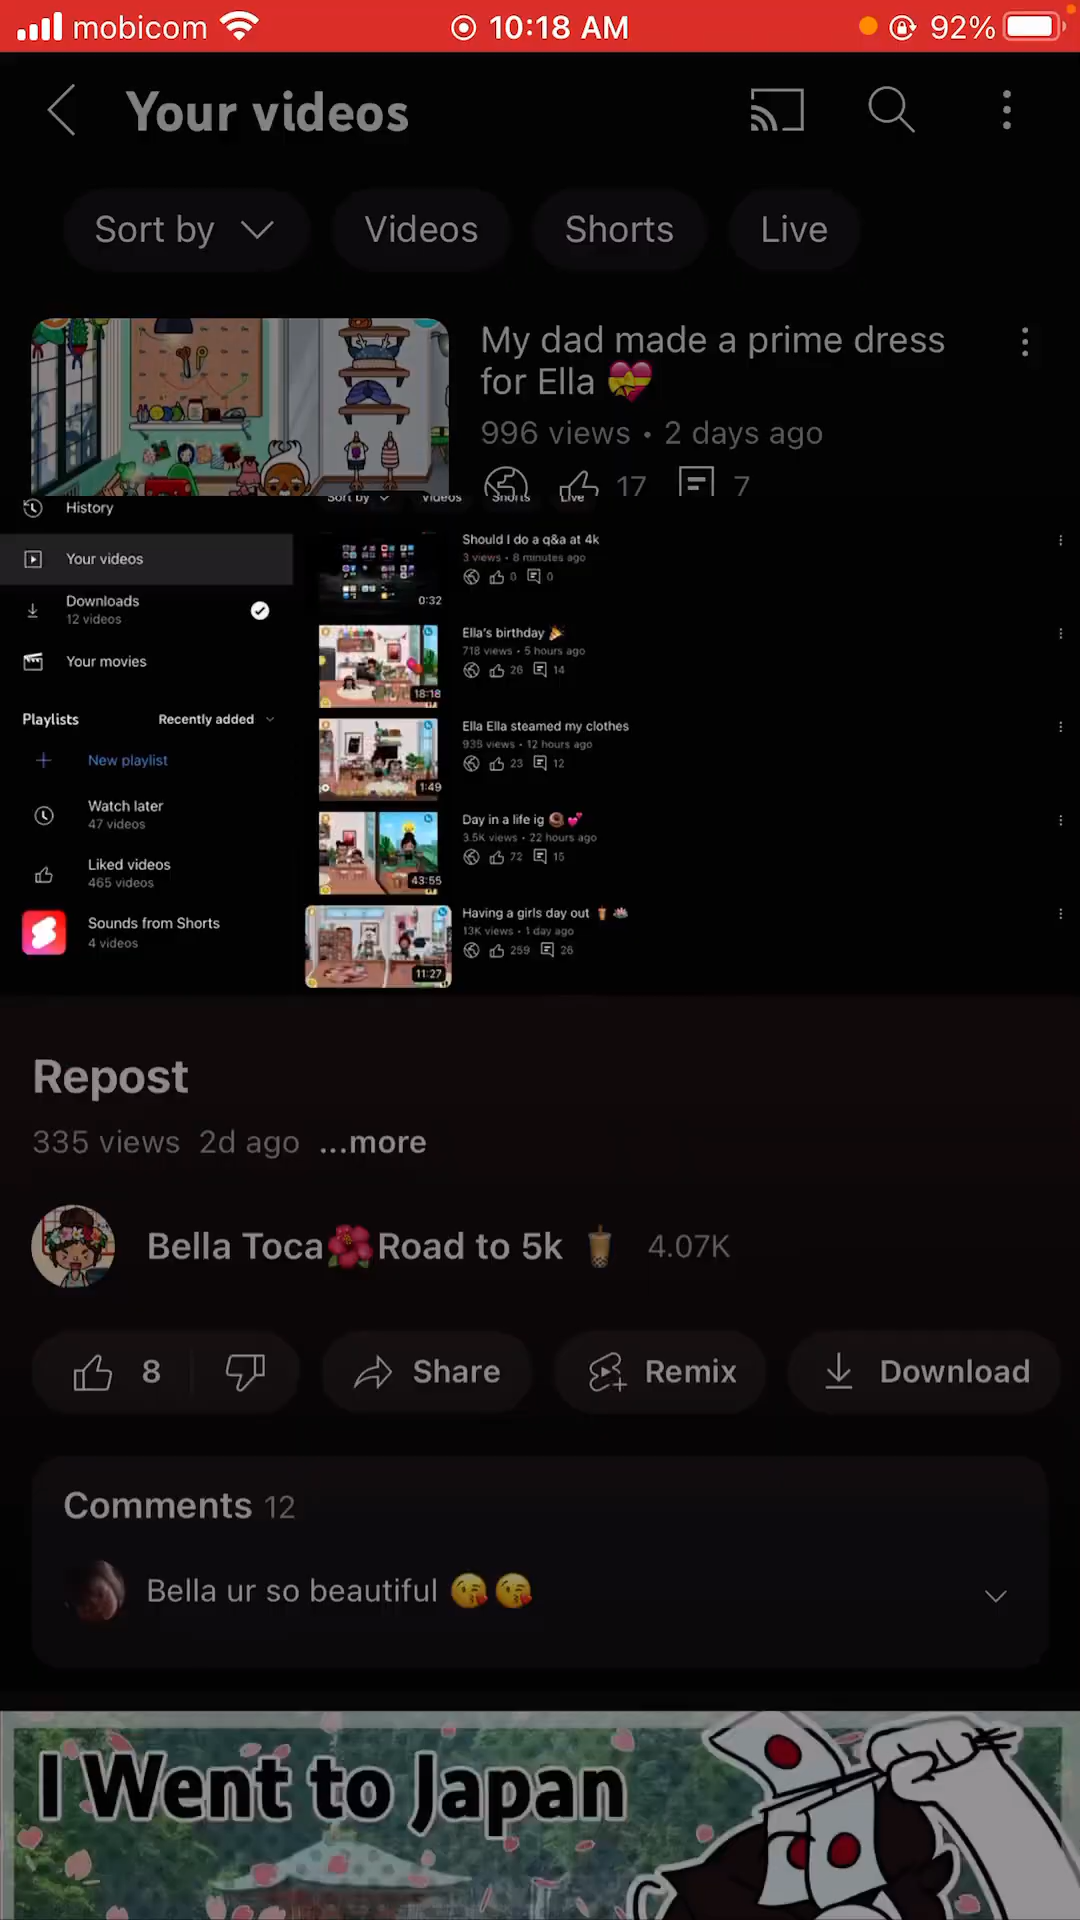 mobicom 10:18 AM 92%
Your videos
Sort by Videos Shorts Live
My dad made a prime dress
for Ella 💝
996 views • 2 days ago
17 7
History
Sort by Videos Shorts Live
Your videos
Downloads
12 videos
Your movies
Playlists Recently added
New playlist
Watch later
47 videos
Liked videos
465 videos
Sounds from Shorts
4 videos
Should I do a q&a at 4k
3 views • 8 minutes ago
0 0
0:32
Ella's birthday 🎉
718 views • 5 hours ago
26 14
18:18
Ella Ella steamed my clothes
935 views • 12 hours ago
23 12
1:49
Day in a life ig 🍩💕
3.5K views • 22 hours ago
72 15
43:55
Having a girls day out 🧋🪷
13K views • 1 day ago
259 26
11:27
Repost
335 views 2d ago ...more
Bella Toca🌺Road to 5k 🧋 4.07K
8 Share Remix Download
Comments 12
Bella ur so beautiful 😘😘
I Went to Japan